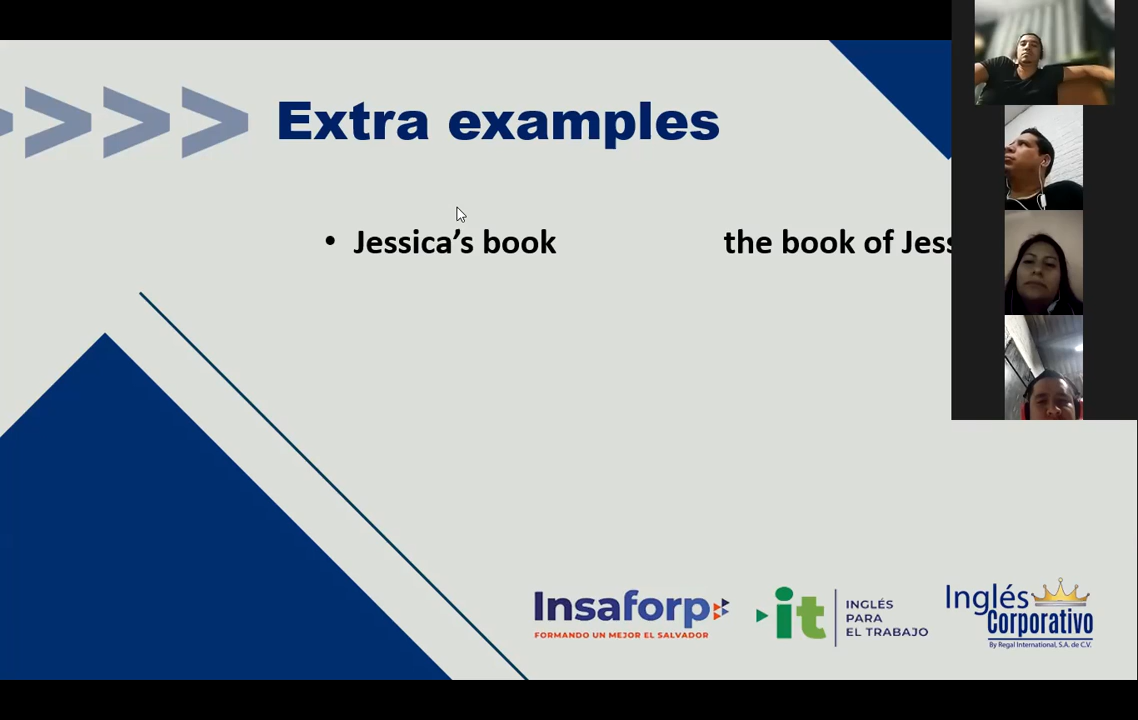 Extra examples
• Jessica's book the book of
Insaforp
FORMANDO UN MEJOR EL SALVADOR
it
INGLÉS
PARA
EL TRABAJO
Inglés
Corporativo
By Regal International, S.A. de C.V.